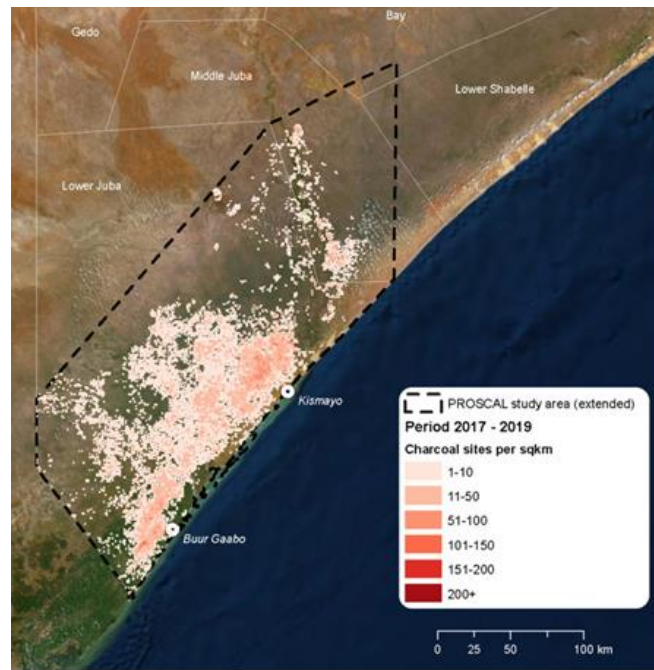 Bay
Gedo
Middle Juba
Lower Shabelle
Lower Juba
Kismayo
PROSCAL study area (extended)
Period 2017 - 2019
Charcoal sites per sqkm
1-10
11-50
51-100
101-150
151-200
200+
Buur Gaabo
0 25 50 100 km